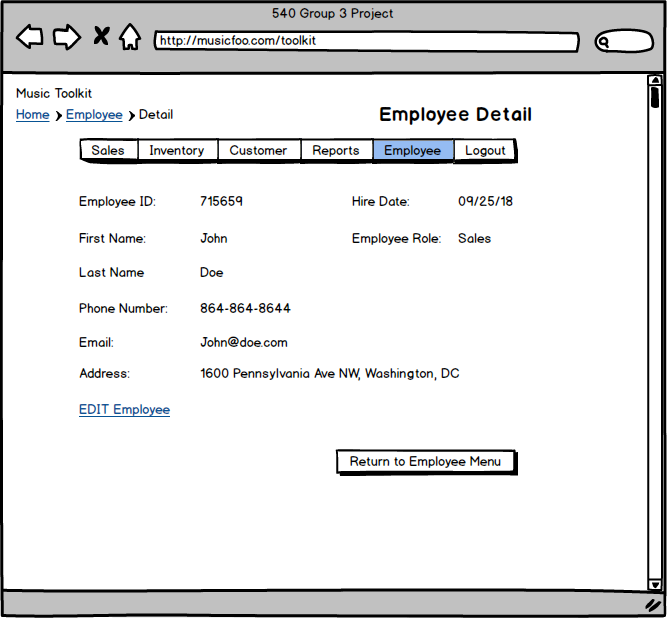 540 Group 3 Project
http://musicfoo.com/toolkit
Music Toolkit
Home > Employee > Detail
Employee Detail
Sales Inventory Customer Reports Employee Logout
Employee ID: 715659 Hire Date: 09/25/18
First Name: John Employee Role: Sales
Last Name Doe
Phone Number: 864-864-8644
Email: John@doe.com
Address: 1600 Pennsylvania Ave NW, Washington, DC
EDIT Employee
Return to Employee Menu